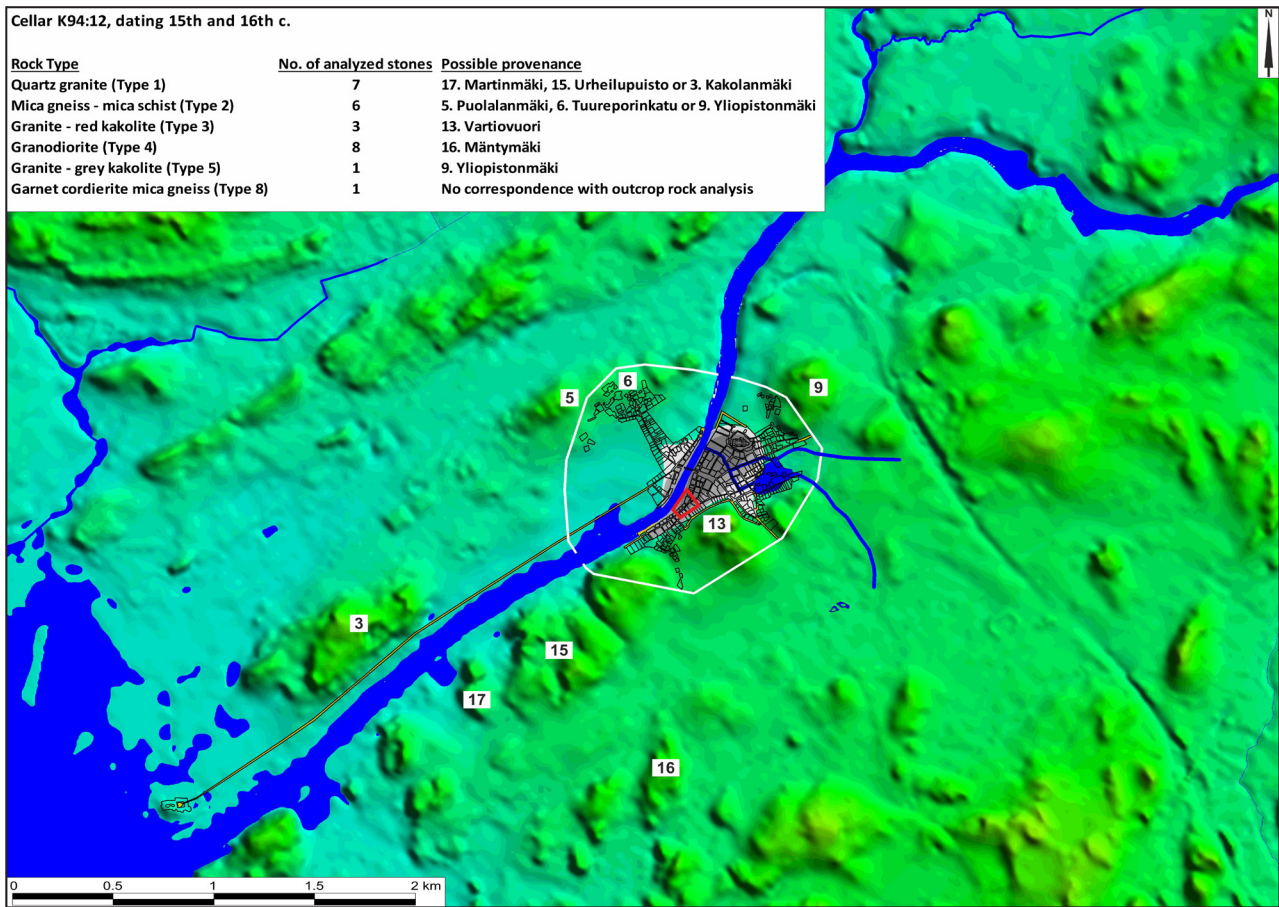 Cellar K94:12, dating 15th and 16th c.
N
Rock Type No. of analyzed stones Possible provenance
Quartz granite (Type 1) 7 17. Martinmäki, 15. Urheilupuisto or 3. Kakolanmäki
Mica gneiss - mica schist (Type 2) 6 5. Puolalanmäki, 6. Tuureporinkatu or 9. Yliopistonmäki
Granite - red kakolite (Type 3) 3 13. Vartiovuori
Granodiorite (Type 4) 8 16. Mäntymäki
Granite - grey kakolite (Type 5) 1 9. Yliopistonmäki
Garnet cordierite mica gneiss (Type 8) 1 No correspondence with outcrop rock analysis
6
9
5
13
3
15
17
16
0 0.5 1 1.5 2 km